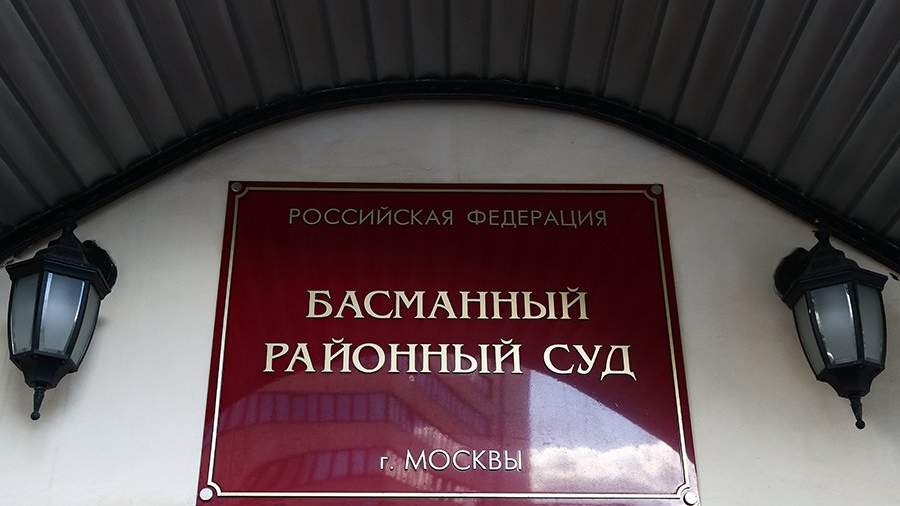 РОССИЙСКАЯ ФЕДЕРАЦИЯ
БАСМАННЫЙ
РАЙОННЫЙ СУД
г. МОСКВЫ